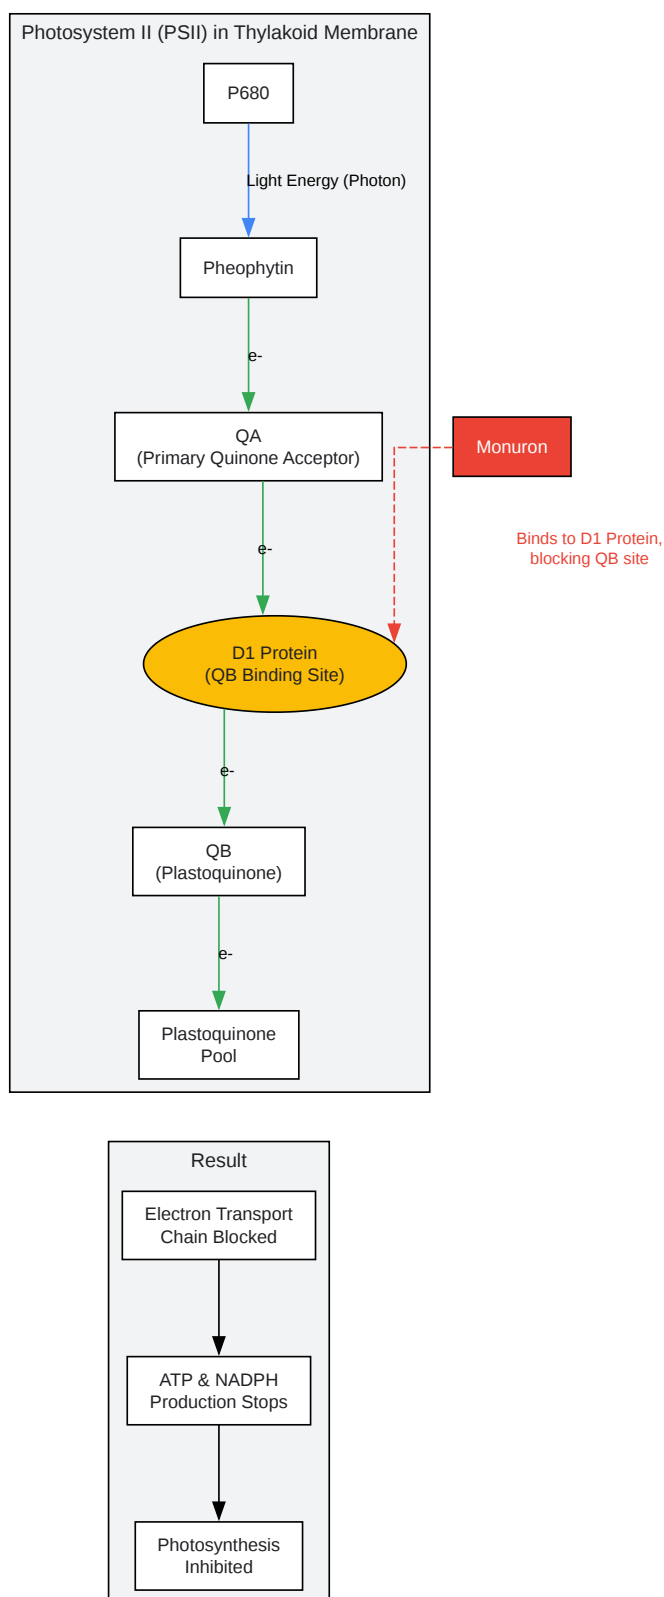 Photosystem II (PSII) in Thylakoid Membrane
P680
Light Energy (Photon)
Pheophytin
e-
QA
(Primary Quinone Acceptor)
Monuron
e-
Binds to D1 Protein,
blocking QB site
D1 Protein
(QB Binding Site)
e-
QB
(Plastoquinone)
e-
Plastoquinone
Pool
Result
Electron Transport
Chain Blocked
ATP & NADPH
Production Stops
Photosynthesis
Inhibited